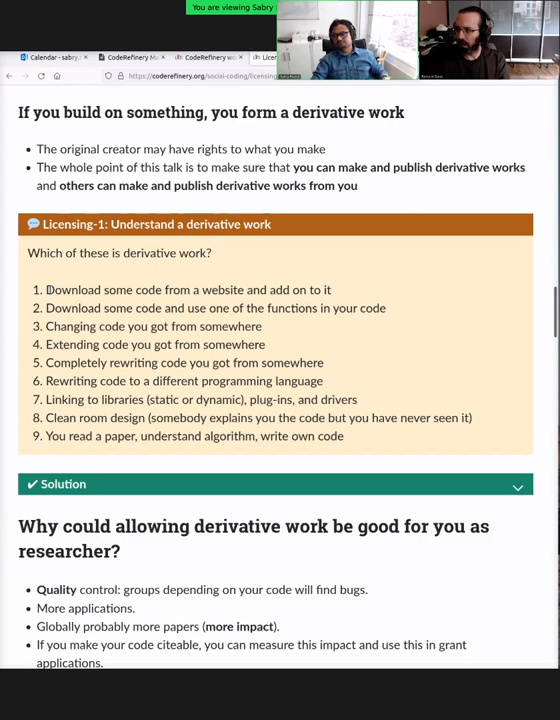 You are viewing Sabry
Calendar - sabry.
CodeRefinery Ma
CodeRefinery wo
Licen
https://coderefinery.org/social-coding/licensing
If you build on something, you form a derivative work
• The original creator may have rights to what you make
• The whole point of this talk is to make sure that you can make and publish derivative works
and others can make and publish derivative works from you
Licensing-1: Understand a derivative work
Which of these is derivative work?
1. Download some code from a website and add on to it
2. Download some code and use one of the functions in your code
3. Changing code you got from somewhere
4. Extending code you got from somewhere
5. Completely rewriting code you got from somewhere
6. Rewriting code to a different programming language
7. Linking to libraries (static or dynamic), plug-ins, and drivers
8. Clean room design (somebody explains you the code but you have never seen it)
9. You read a paper, understand algorithm, write own code
✔ Solution
Why could allowing derivative work be good for you as
researcher?
• Quality control: groups depending on your code will find bugs.
• More applications.
• Globally probably more papers (more impact).
• If you make your code citeable, you can measure this impact and use this in grant
applications.